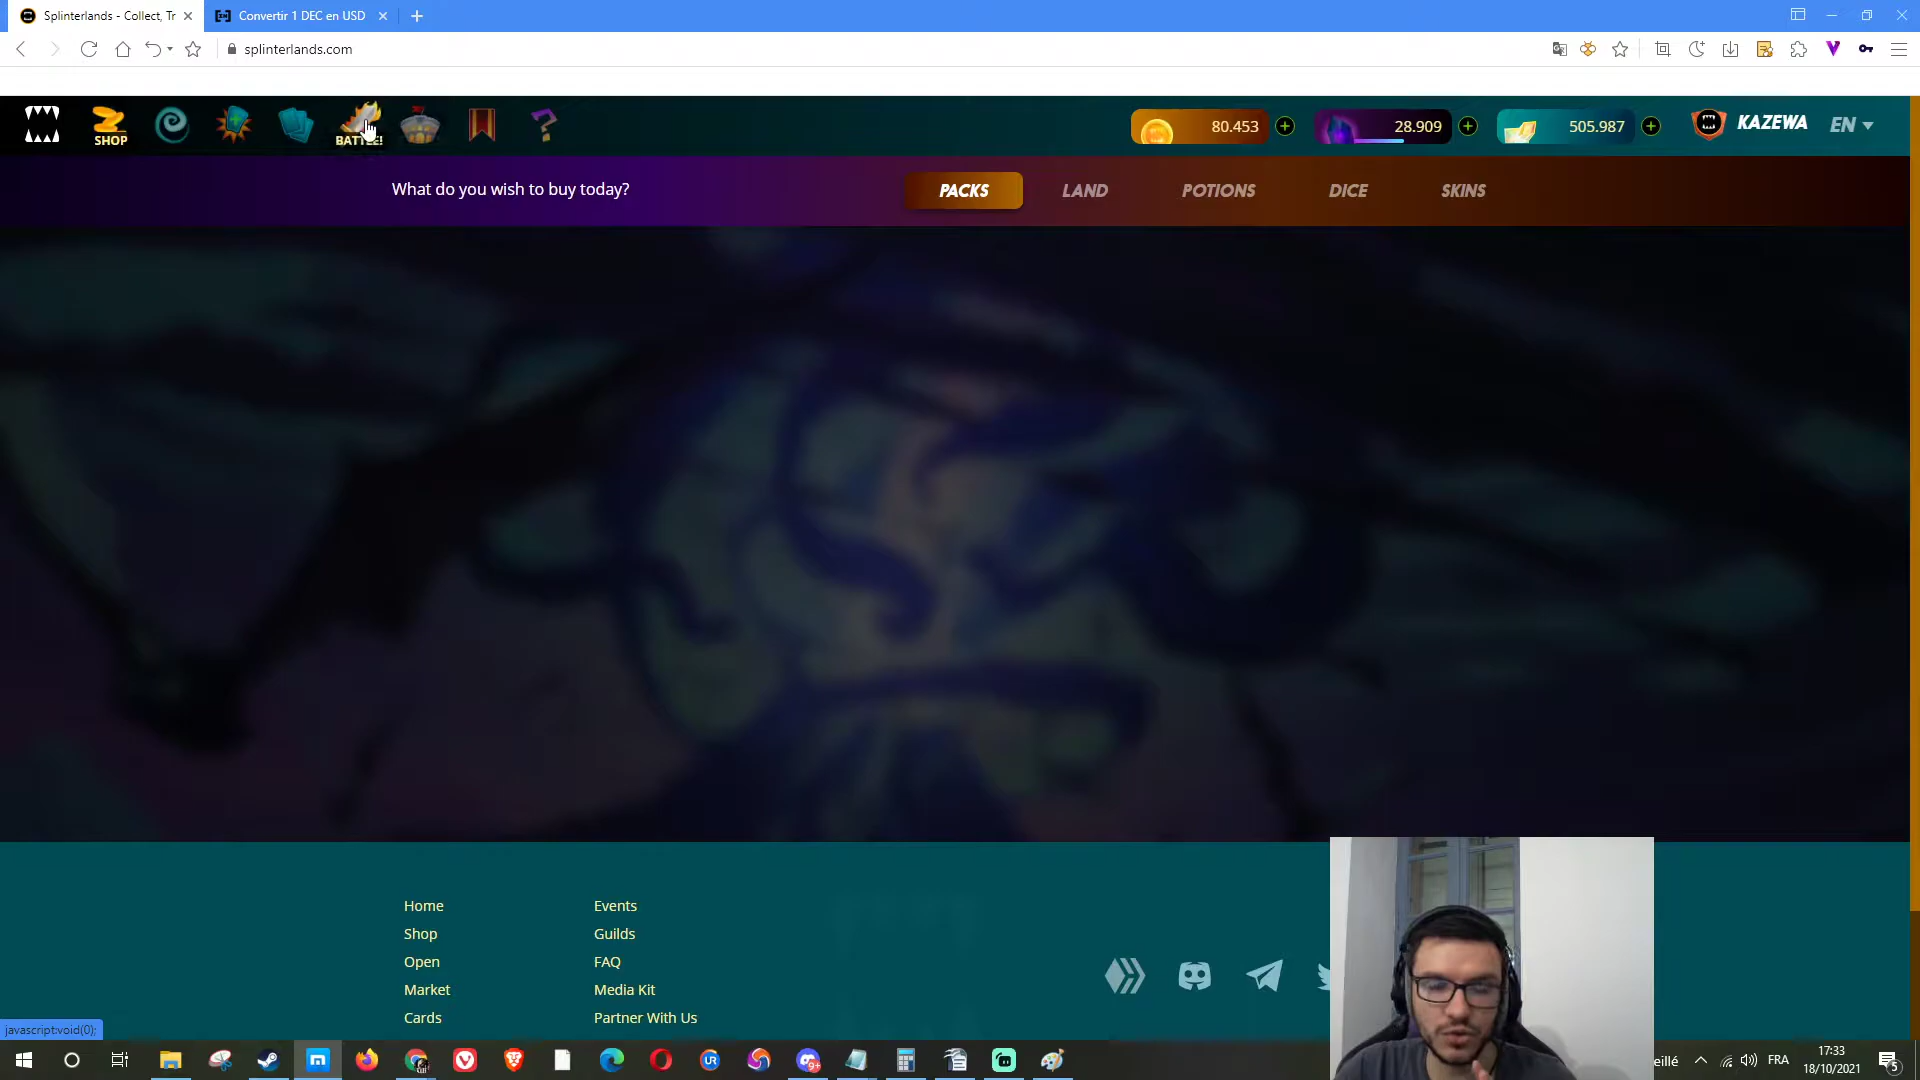 Splinterlands - Collect, Tr
Convertir 1 DEC en USD
splinterlands.com
SHOP
BATTLE!
80.453
28.909
505.987
KAZEWA
EN
What do you wish to buy today?
PACKS
LAND
POTIONS
DICE
SKINS
Home
Events
Shop
Guilds
Open
FAQ
Market
Media Kit
Cards
Partner With Us
javascript:void(0);
eillé
FRA
17:33
18/10/2021
5